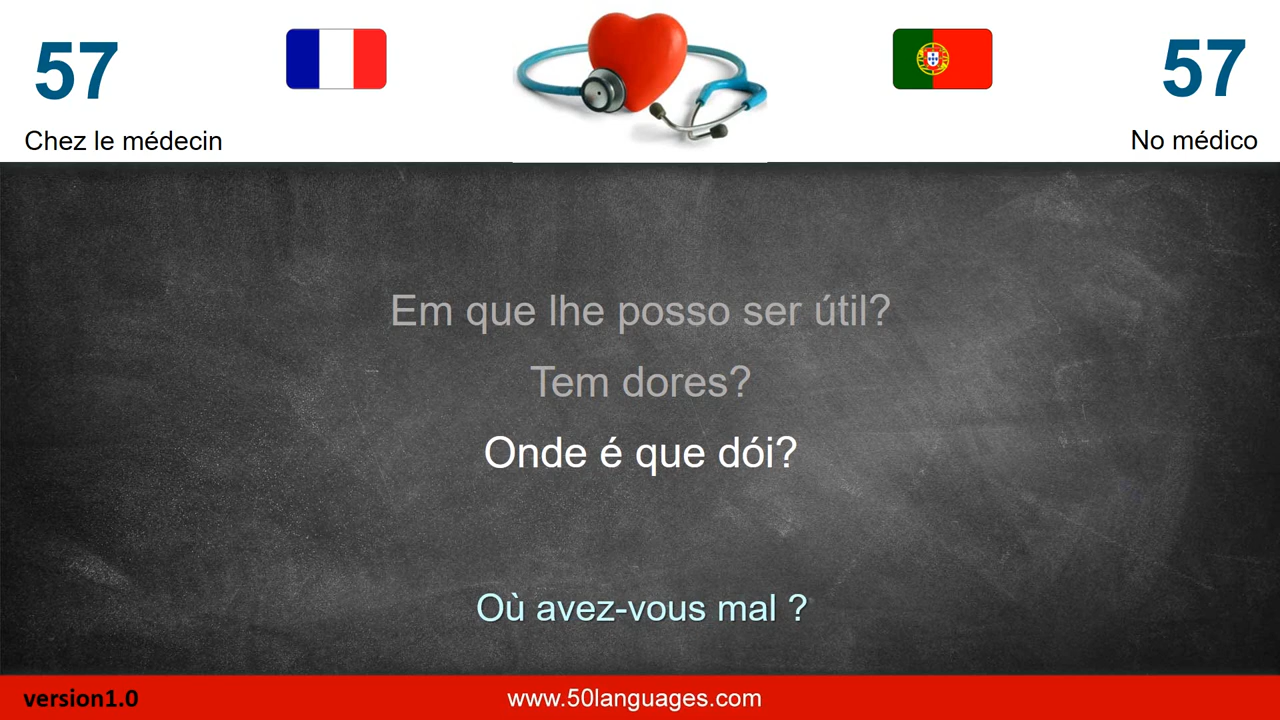 57
57
Chez le médecin
No médico
Em que lhe posso ser útil?
Tem dores?
Onde é que dói?
Où avez-vous mal ?
version1.0
www.50languages.com